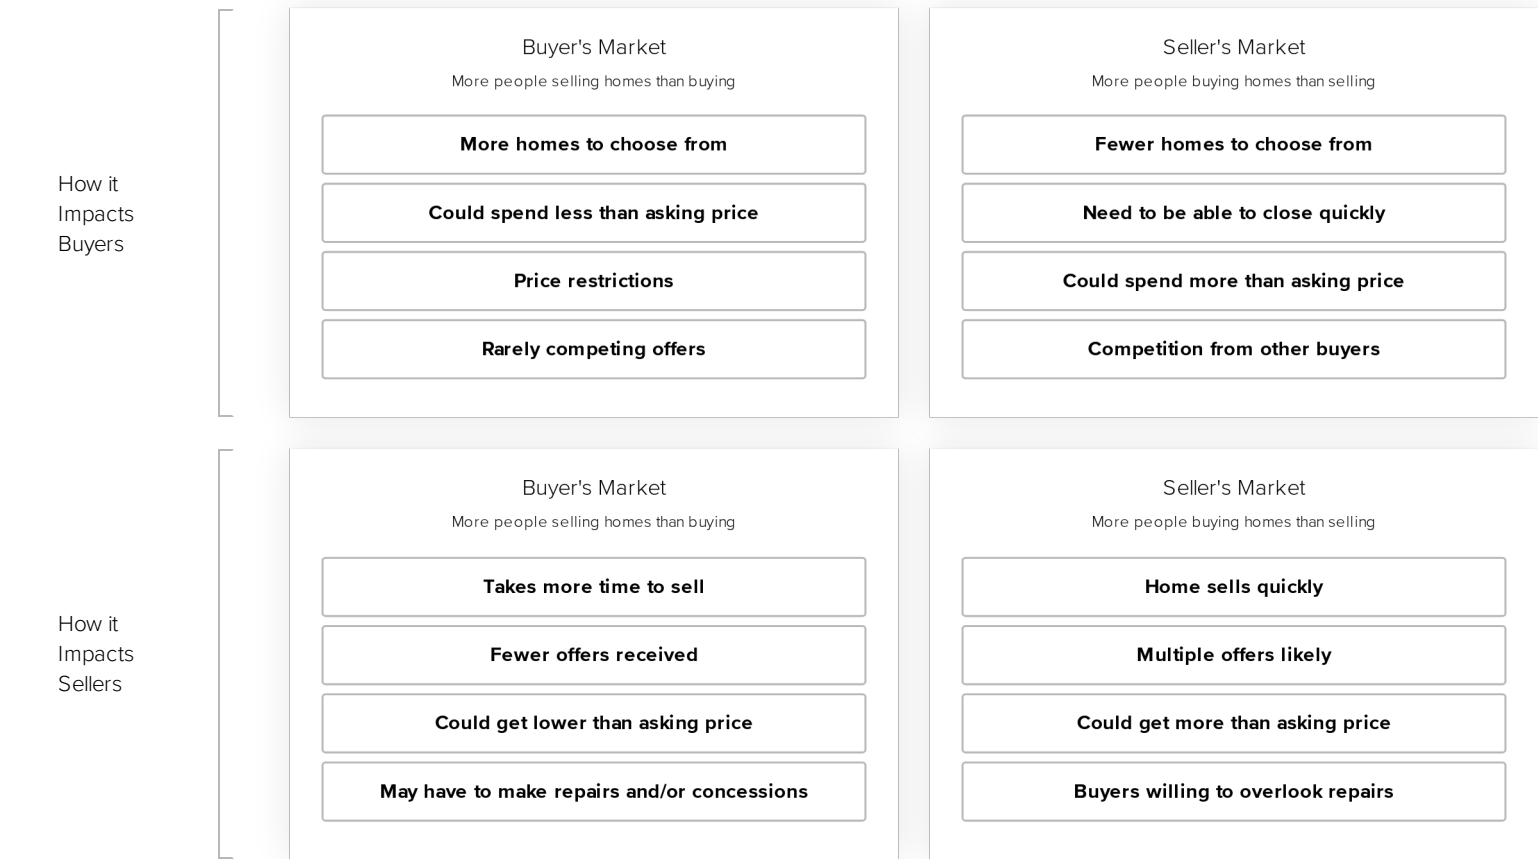 How it
Impacts
Buyers
Buyer's Market
More people selling homes than buying
More homes to choose from
Could spend less than asking price
Price restrictions
Rarely competing offers
Seller's Market
More people buying homes than selling
Fewer homes to choose from
Need to be able to close quickly
Could spend more than asking price
Competition from other buyers
How it
Impacts
Sellers
Buyer's Market
More people selling homes than buying
Takes more time to sell
Fewer offers received
Could get lower than asking price
May have to make repairs and/or concessions
Seller's Market
More people buying homes than selling
Home sells quickly
Multiple offers likely
Could get more than asking price
Buyers willing to overlook repairs